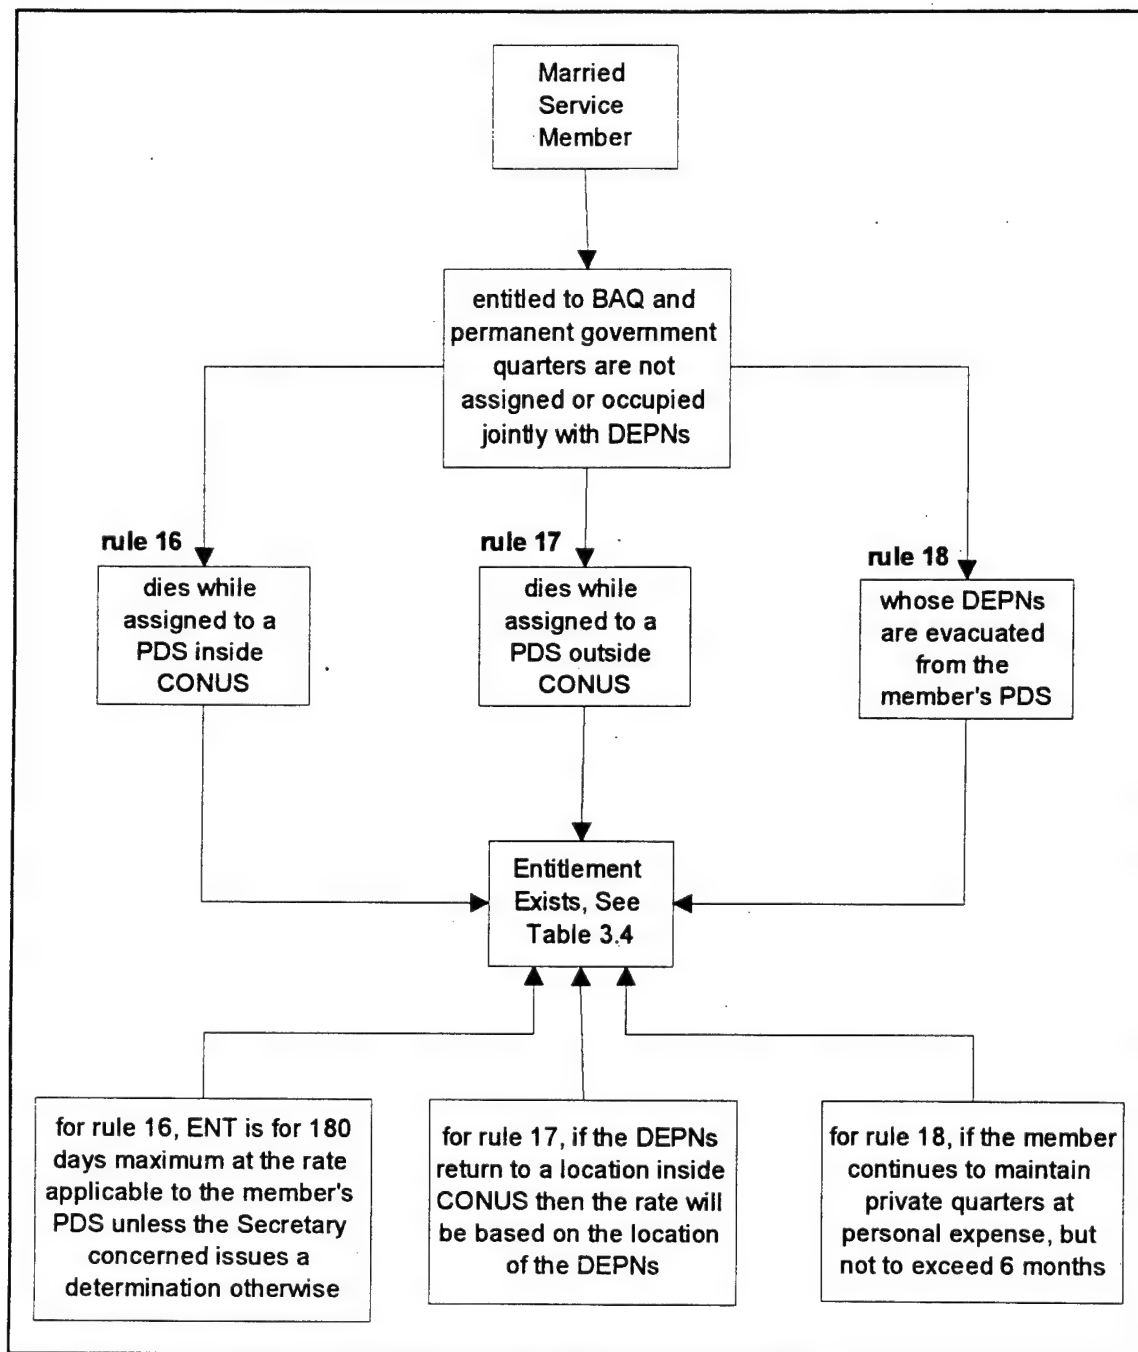 Married
Service
Member
entitled to BAQ and
permanent government
quarters are not
assigned or occupied
jointly with DEPNs
rule 16
dies while
assigned to a
PDS inside
CONUS
rule 17
dies while
assigned to a
PDS outside
CONUS
rule 18
whose DEPNs
are evacuated
from the
member's PDS
Entitlement
Exists, See
Table 3.4
for rule 16, ENT is for 180
days maximum at the rate
applicable to the member's
PDS unless the Secretary
concerned issues a
determination otherwise
for rule 17, if the DEPNs
return to a location inside
CONUS then the rate will
be based on the location
of the DEPNs
for rule 18, if the member
continues to maintain
private quarters at
personal expense, but
not to exceed 6 months